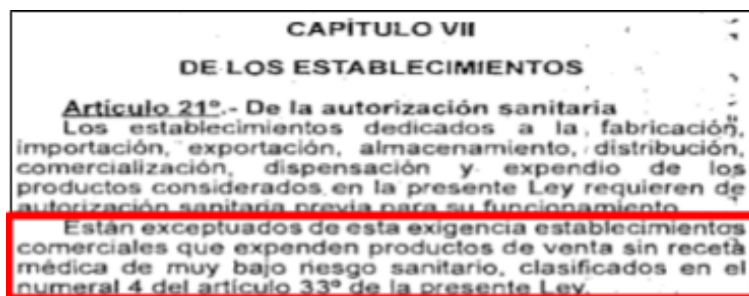 CAPÍTULO VII
DE LOS ESTABLECIMIENTOS
Artículo 21º.- De la autorización sanitaria
Los establecimientos dedicados a la fabricación,
importación, exportación, almacenamiento, distribución,
comercialización, dispensación y expendio de los
productos considerados en la presente Ley requieren de
autorización sanitaria previa para su funcionamiento.
Están exceptuados de esta exigencia establecimientos
comerciales que expenden productos de venta sin receta
médica de muy bajo riesgo sanitario, clasificados en el
numeral 4 del artículo 33º de la presente Ley.